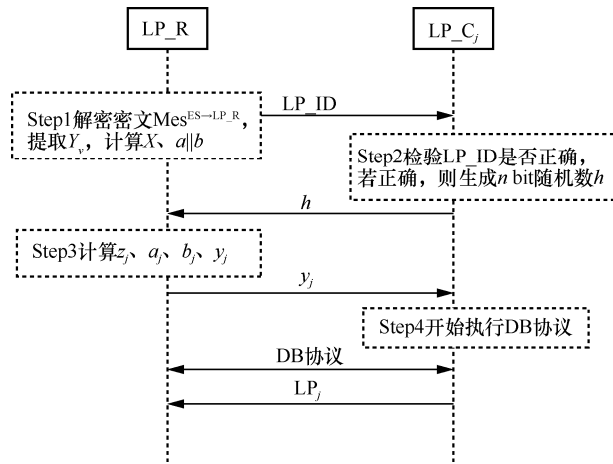 LP_R
LP_Cj
Step1解密密文Mes^ES→LP_R，
提取Yv，计算X、a||b
LP_ID
Step2检验LP_ID是否正确，
若正确，则生成n bit随机数h
h
Step3计算zj、aj、bj、yj
yj
Step4开始执行DB协议
DB协议
LPj